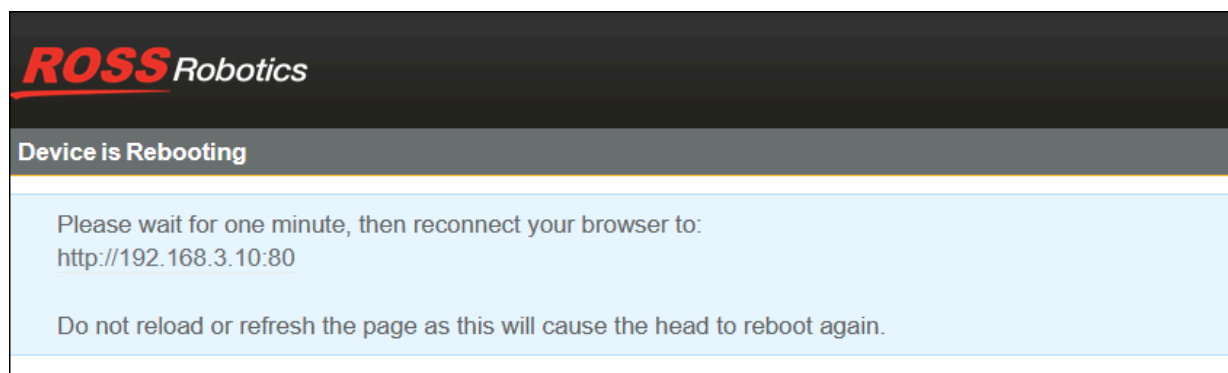 ROSS Robotics
Device is Rebooting
Please wait for one minute, then reconnect your browser to:
http://192.168.3.10:80
Do not reload or refresh the page as this will cause the head to reboot again.